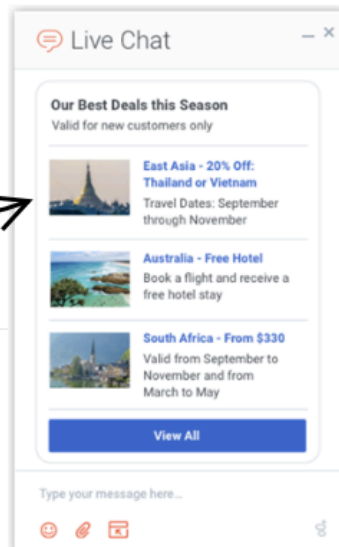 Live Chat
Our Best Deals this Season
Valid for new customers only
East Asia - 20% Off:
Thailand or Vietnam
Travel Dates: September
through November
Australia - Free Hotel
Book a flight and receive a
free hotel stay
South Africa - From $330
Valid from September to
November and from
March to May
View All
Type your message here...